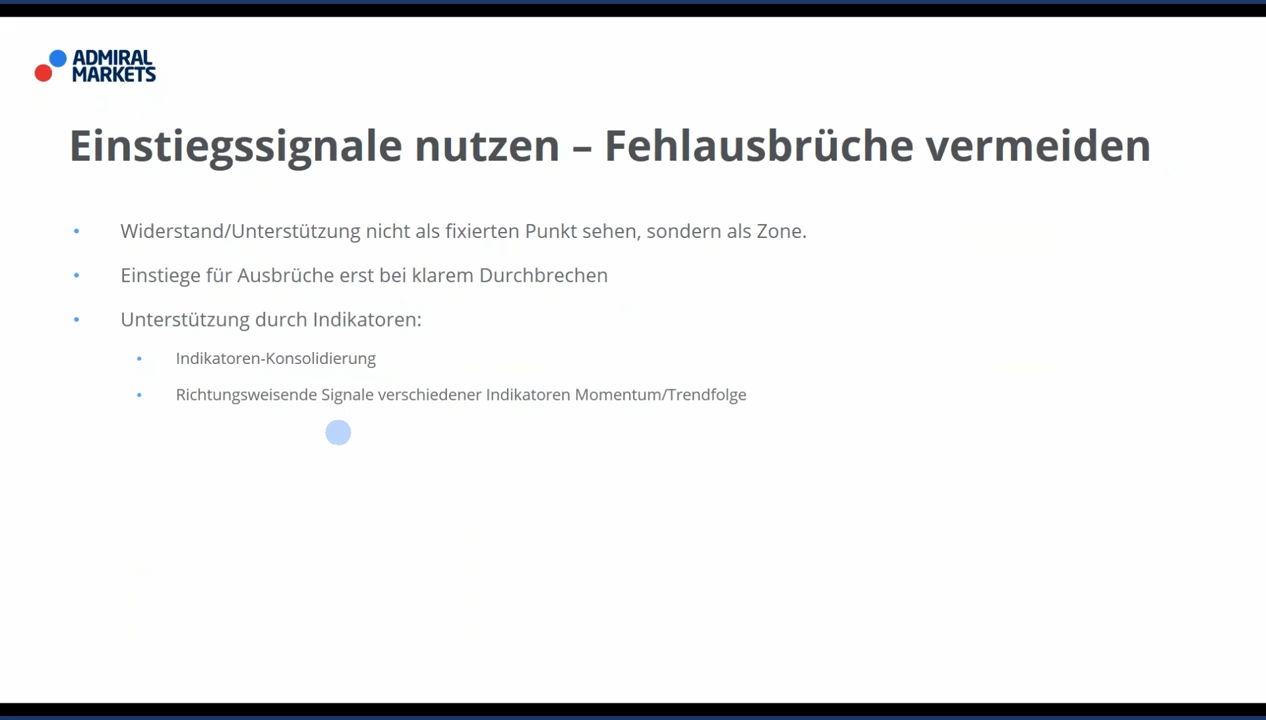 ADMIRAL
MARKETS
Einstiegssignale nutzen – Fehlausbrüche vermeiden
• Widerstand/Unterstützung nicht als fixierten Punkt sehen, sondern als Zone.
• Einstiege für Ausbrüche erst bei klarem Durchbrechen
• Unterstützung durch Indikatoren:
• Indikatoren-Konsolidierung
• Richtungsweisende Signale verschiedener Indikatoren Momentum/Trendfolge